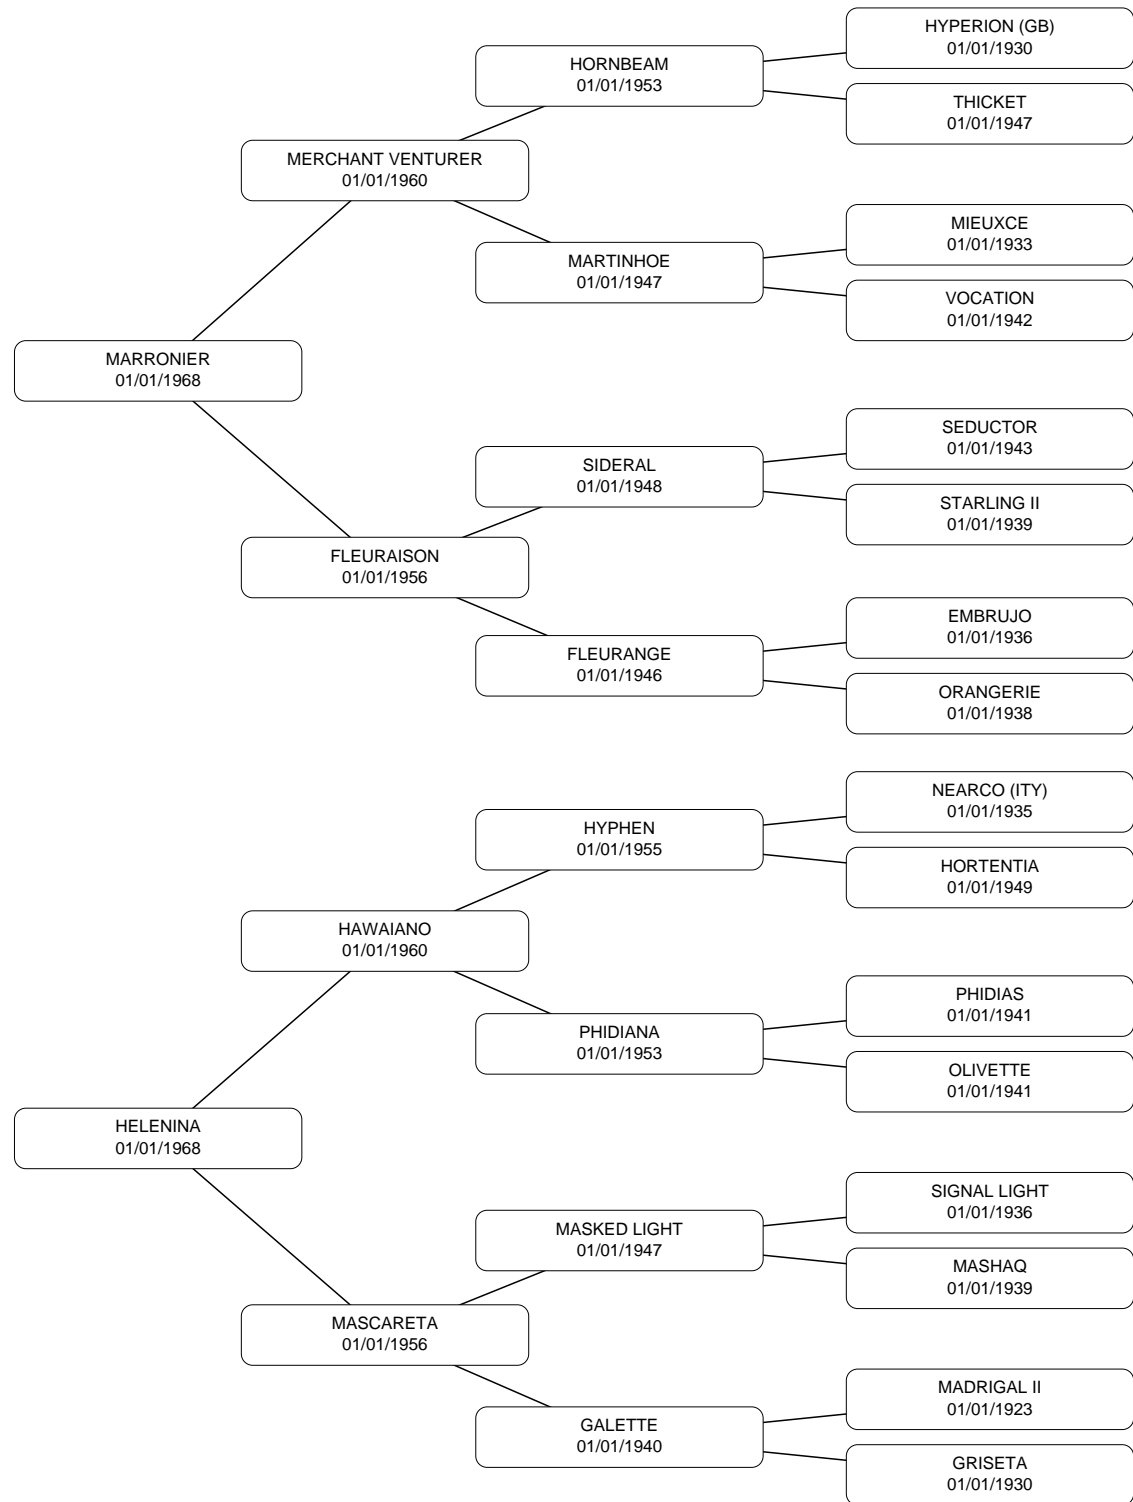 HYPERION (GB)
01/01/1930
HORNBEAM
01/01/1953
THICKET
01/01/1947
MERCHANT VENTURER
01/01/1960
MIEUXCE
01/01/1933
MARTINHOE
01/01/1947
VOCATION
01/01/1942
MARRONIER
01/01/1968
SEDUCTOR
01/01/1943
SIDERAL
01/01/1948
STARLING II
01/01/1939
FLEURAISON
01/01/1956
EMBRUJO
01/01/1936
FLEURANGE
01/01/1946
ORANGERIE
01/01/1938
NEARCO (ITY)
01/01/1935
HYPHEN
01/01/1955
HORTENTIA
01/01/1949
HAWAIANO
01/01/1960
PHIDIAS
01/01/1941
PHIDIANA
01/01/1953
OLIVETTE
01/01/1941
HELENINA
01/01/1968
SIGNAL LIGHT
01/01/1936
MASKED LIGHT
01/01/1947
MASHAQ
01/01/1939
MASCARETA
01/01/1956
MADRIGAL II
01/01/1923
GALETTE
01/01/1940
GRISETA
01/01/1930